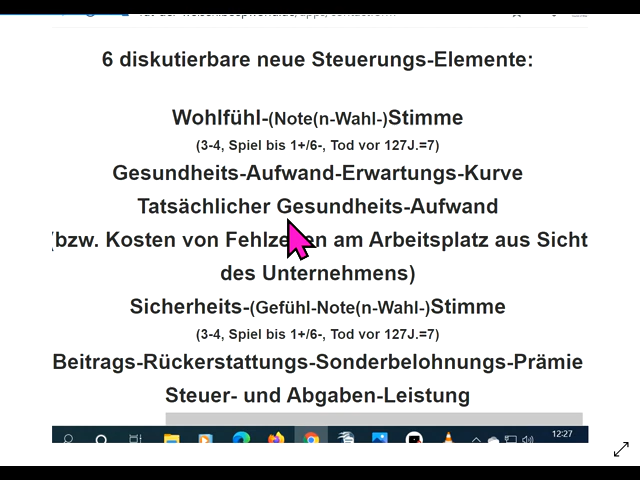 6 diskutierbare neue Steuerungs-Elemente:
Wohlfühl-(Note(n-Wahl-)Stimme
(3-4, Spiel bis 1+/6-, Tod vor 127J.=7)
Gesundheits-Aufwand-Erwartungs-Kurve
Tatsächlicher Gesundheits-Aufwand
(bzw. Kosten von Fehlzeiten am Arbeitsplatz aus Sicht
des Unternehmens)
Sicherheits-(Gefühl-Note(n-Wahl-)Stimme
(3-4, Spiel bis 1+/6-, Tod vor 127J.=7)
Beitrags-Rückerstattungs-Sonderbelohnungs-Prämie
Steuer- und Abgaben-Leistung
12:27